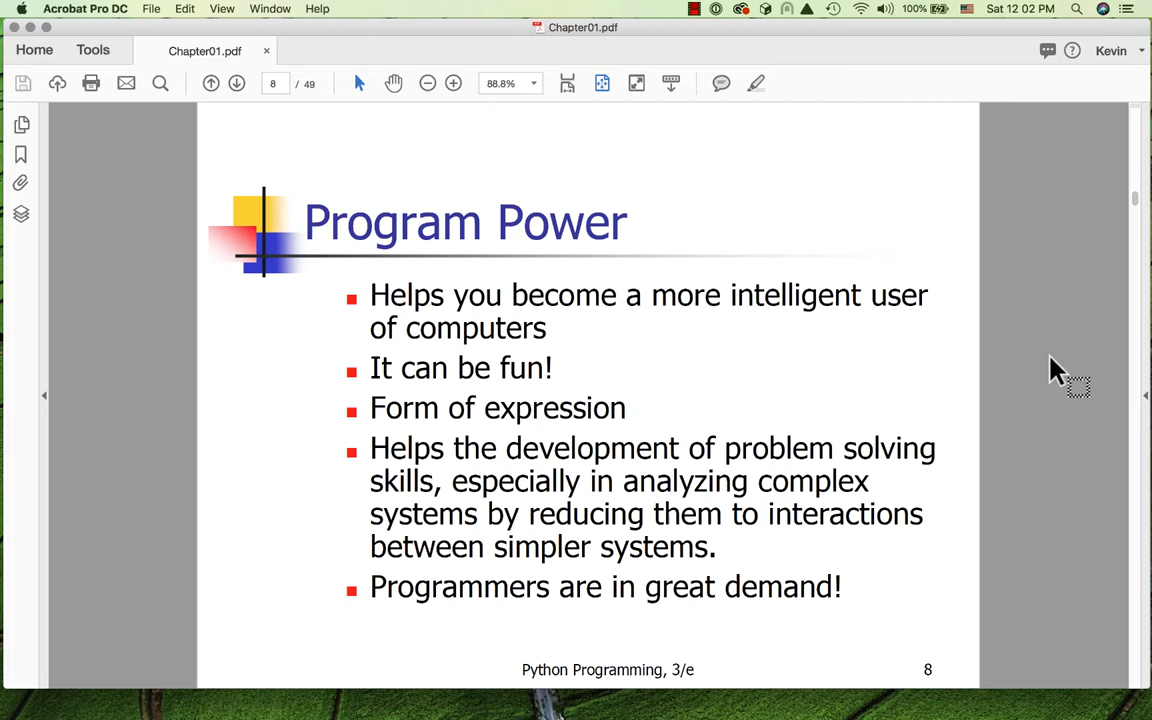 Acrobat Pro DC File Edit View Window Help 100% Sat 12 02 PM
Chapter01.pdf
Home Tools Chapter01.pdf × Kevin
8 / 49 88.8%
Program Power
Helps you become a more intelligent user
of computers
It can be fun!
Form of expression
Helps the development of problem solving
skills, especially in analyzing complex
systems by reducing them to interactions
between simpler systems.
Programmers are in great demand!
Python Programming, 3/e 8